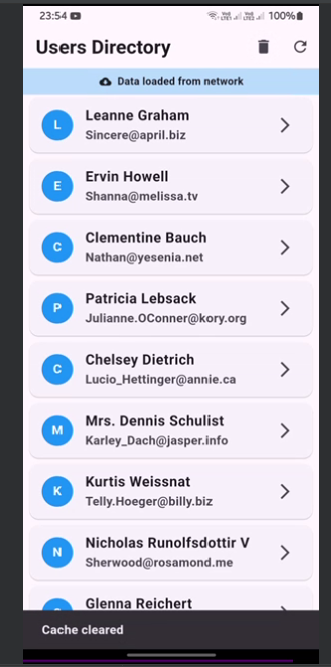 23:54 100%
Users Directory
Data loaded from network
L Leanne Graham
Sincere@april.biz
E Ervin Howell
Shanna@melissa.tv
C Clementine Bauch
Nathan@yesenia.net
P Patricia Lebsack
Julianne.OConner@kory.org
C Chelsey Dietrich
Lucio_Hettinger@annie.ca
M Mrs. Dennis Schulist
Karley_Dach@jasper.info
K Kurtis Weissnat
Telly.Hoeger@billy.biz
N Nicholas Runolfsdottir V
Sherwood@rosamond.me
Glenna Reichert
Cache cleared